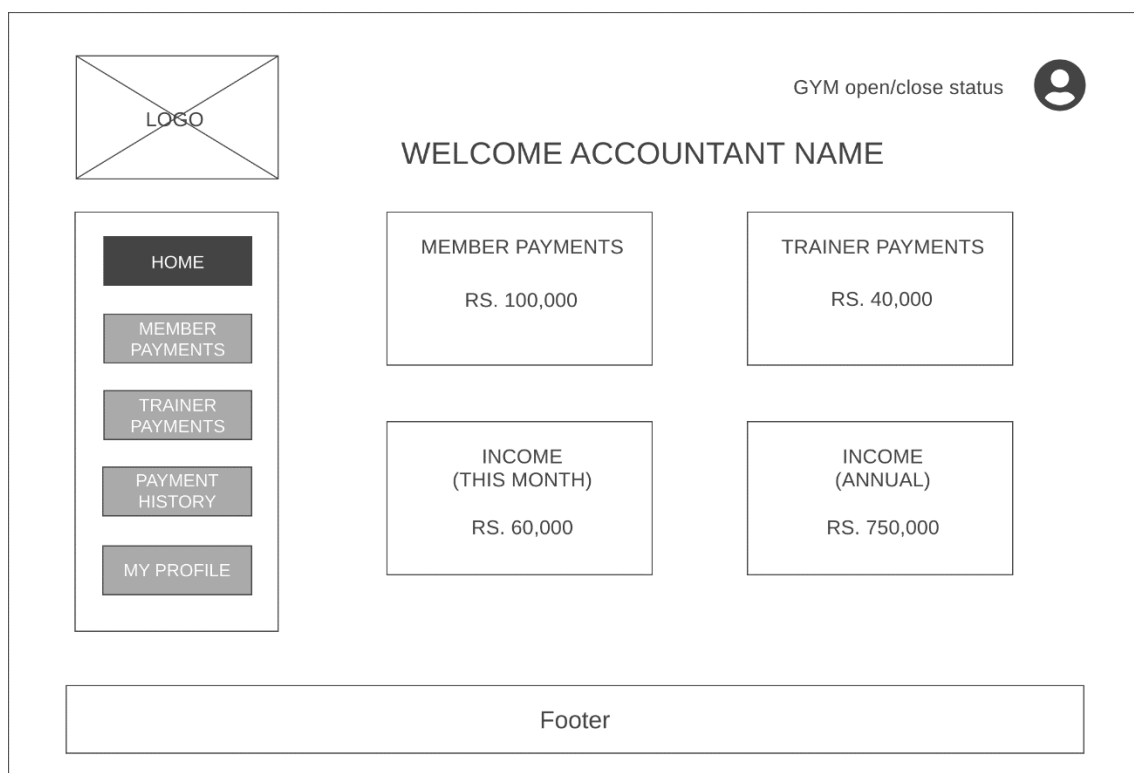 LOGO
GYM open/close status
WELCOME ACCOUNTANT NAME
HOME
MEMBER
PAYMENTS
TRAINER
PAYMENTS
PAYMENT
HISTORY
MY PROFILE
MEMBER PAYMENTS
RS. 100,000
TRAINER PAYMENTS
RS. 40,000
INCOME
(THIS MONTH)
RS. 60,000
INCOME
(ANNUAL)
RS. 750,000
Footer